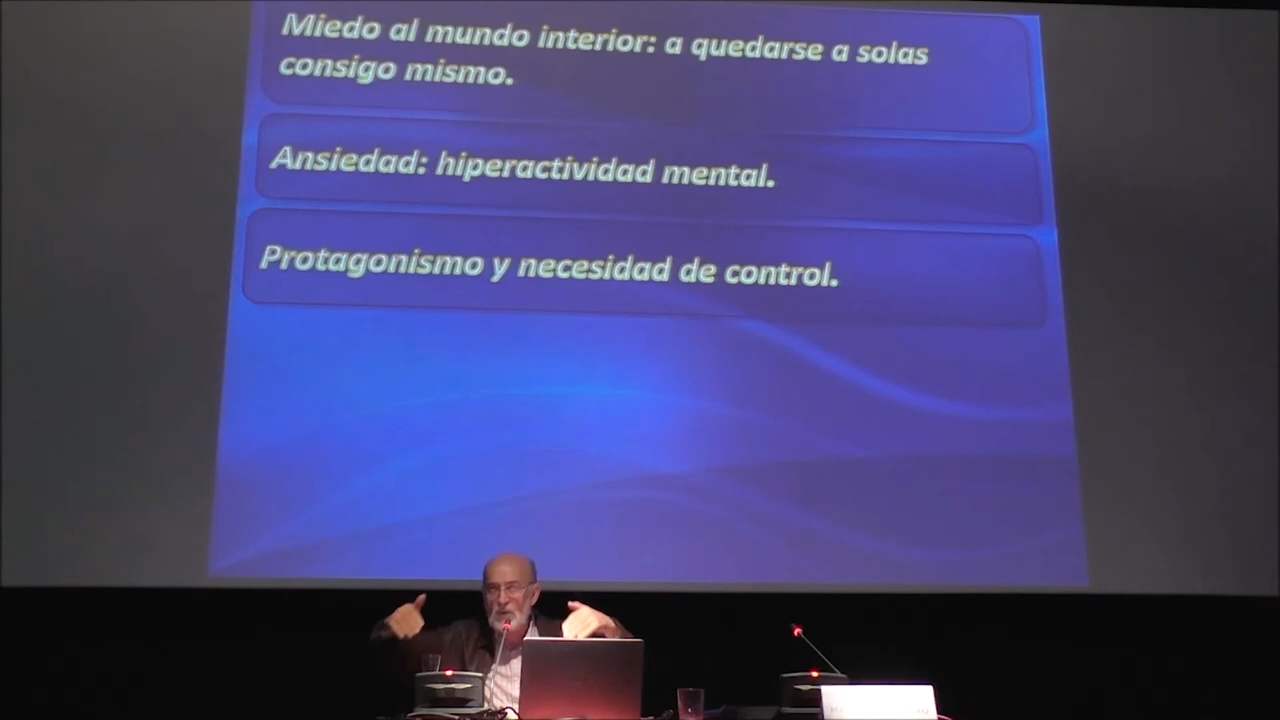 Miedo al mundo interior: a quedarse a solas
consigo mismo.
Ansiedad: hiperactividad mental.
Protagonismo y necesidad de control.